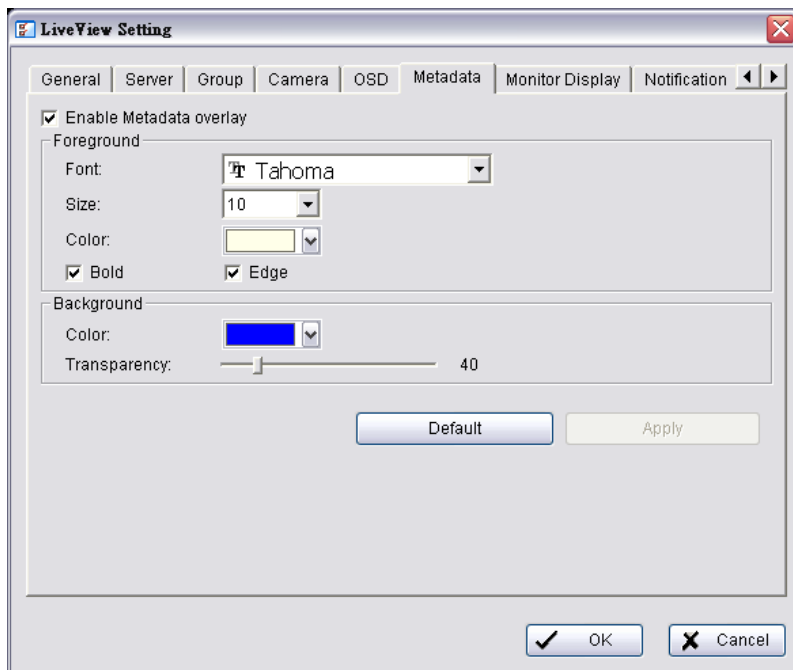 LiveView Setting
General Server Group Camera OSD Metadata Monitor Display Notification
Enable Metadata overlay
Foreground
Font: Tahoma
Size: 10
Color:
Bold Edge
Background
Color:
Transparency: 40
Default Apply
OK Cancel